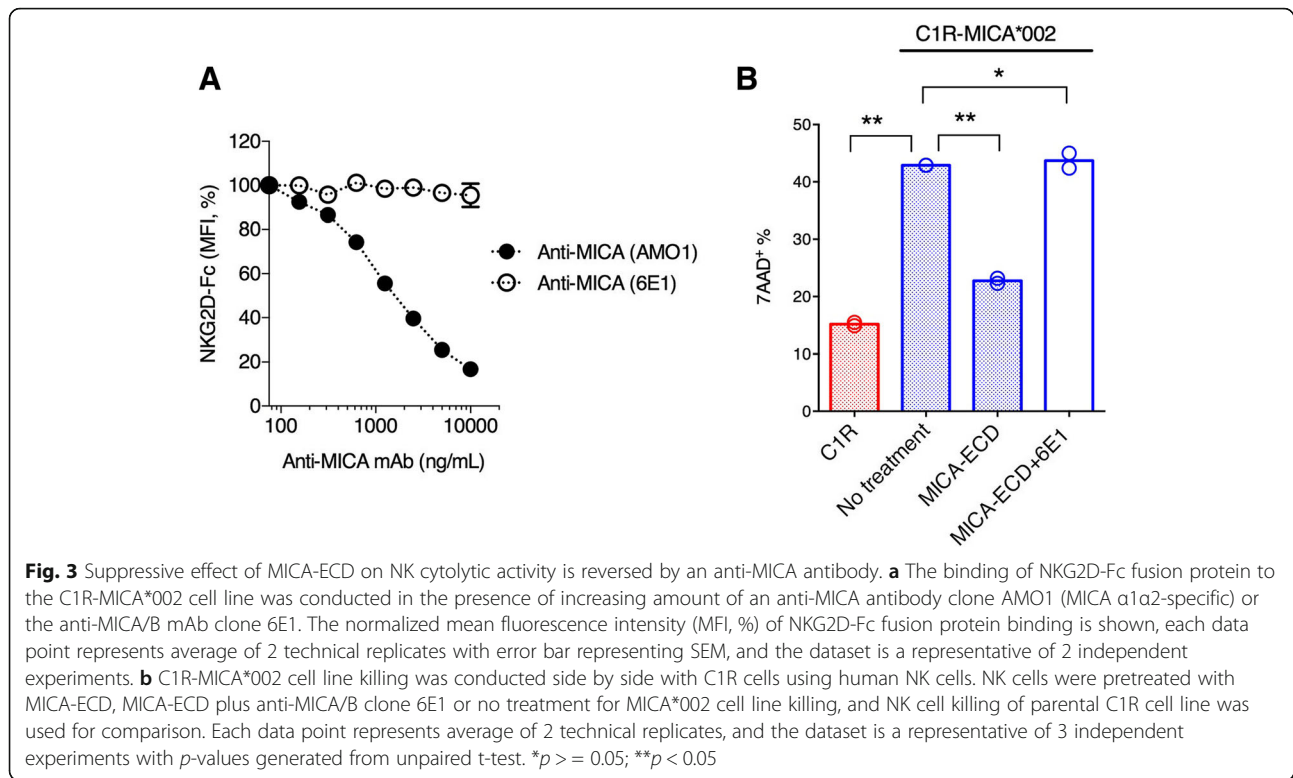 A
NKG2D-Fc (MFI, %)
120
100
80
60
40
20
0
100
1000
10000
Anti-MICA mAb (ng/mL)
Anti-MICA (AMO1)
Anti-MICA (6E1)
B
C1R-MICA*002
*
**
**
7AAD+ %
50
40
30
20
10
0
C1R
No treatment
MICA-ECD
MICA-ECD+6E1
Fig. 3 Suppressive effect of MICA-ECD on NK cytolytic activity is reversed by an anti-MICA antibody. a The binding of NKG2D-Fc fusion protein to
the C1R-MICA*002 cell line was conducted in the presence of increasing amount of an anti-MICA antibody clone AMO1 (MICA α1α2-specific) or
the anti-MICA/B mAb clone 6E1. The normalized mean fluorescence intensity (MFI, %) of NKG2D-Fc fusion protein binding is shown, each data
point represents average of 2 technical replicates with error bar representing SEM, and the dataset is a representative of 2 independent
experiments. b C1R-MICA*002 cell line killing was conducted side by side with C1R cells using human NK cells. NK cells were pretreated with
MICA-ECD, MICA-ECD plus anti-MICA/B clone 6E1 or no treatment for MICA*002 cell line killing, and NK cell killing of parental C1R cell line was
used for comparison. Each data point represents average of 2 technical replicates, and the dataset is a representative of 3 independent
experiments with p-values generated from unpaired t-test. *p > = 0.05; **p < 0.05